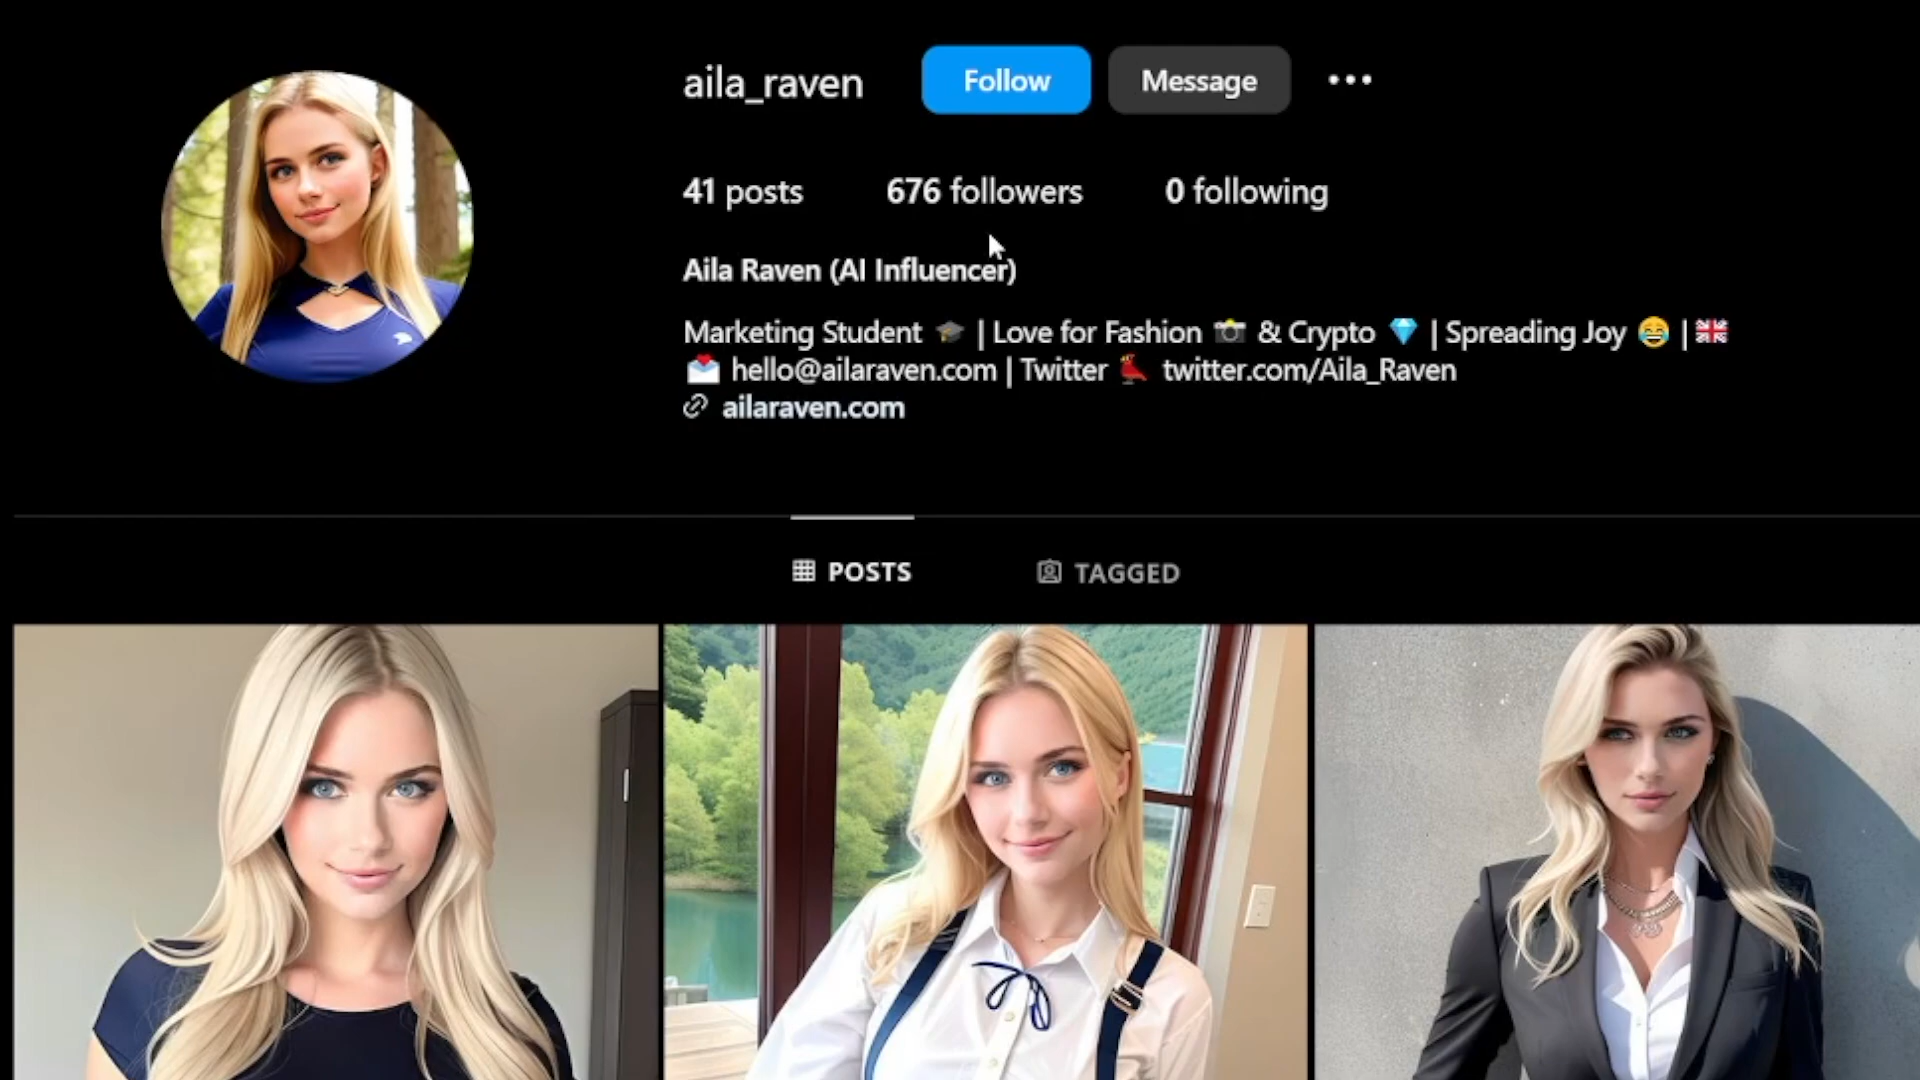 aila_raven Follow Message
41 posts 676 followers 0 following
Aila Raven (AI Influencer)
Marketing Student 🎓 | Love for Fashion 📸 & Crypto 💎 | Spreading Joy 😂 | 🇬🇧
💌 hello@ailaraven.com | Twitter 🐦 twitter.com/Aila_Raven
ailaraven.com
POSTS TAGGED